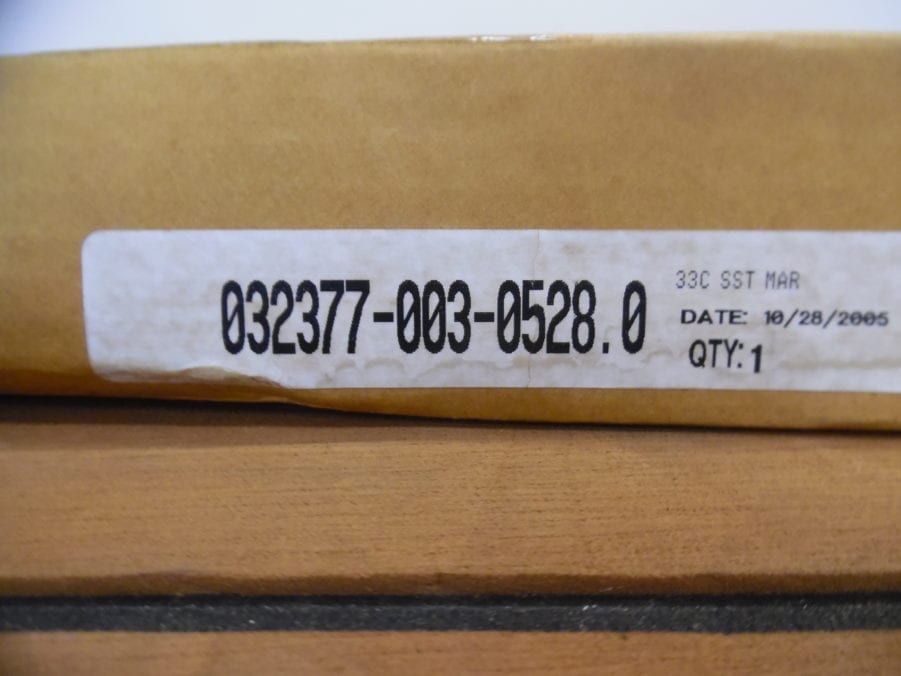 032377-003-0528.0
33C SST MAR
DATE: 10/28/2005
QTY: 1